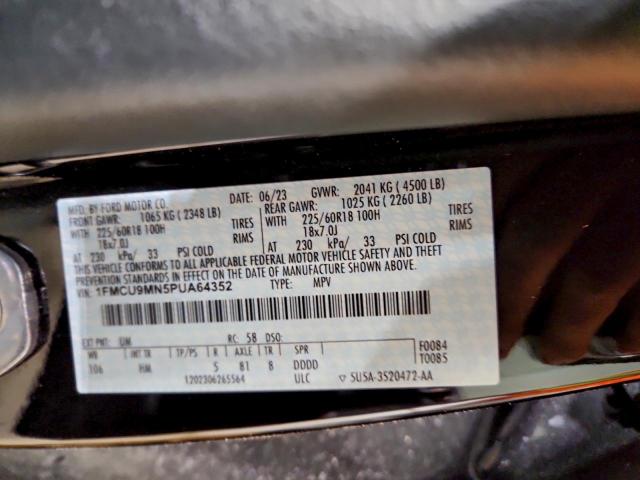 MFD. BY FORD MOTOR CO. DATE: 06/23 GVWR: 2041 KG (4500 LB)
FRONT GAWR: 1065 KG (2348 LB) REAR GAWR: 1025 KG (2260 LB)
WITH 225/60R18 100H TIRES WITH 225/60R18 100H TIRES
18x7.0J RIMS 18x7.0J RIMS
AT 230 kPa/ 33 PSI COLD AT 230 kPa/ 33 PSI COLD
THIS VEHICLE CONFORMS TO ALL APPLICABLE FEDERAL MOTOR VEHICLE SAFETY AND THEFT
PREVENTION STANDARDS IN EFFECT ON THE DATE OF MANUFACTURE SHOWN ABOVE.
VIN: 1FMCU9MN5PUA64352 TYPE: MPV
EXT PNT: UM RC: 58 DSO: F0084
WB INT TR TP/PS R AXLE TR SPR T0085
106 HM 5 81 8 DDDD
1202306265564 ULC ▽ 5U5A-3520472-AA